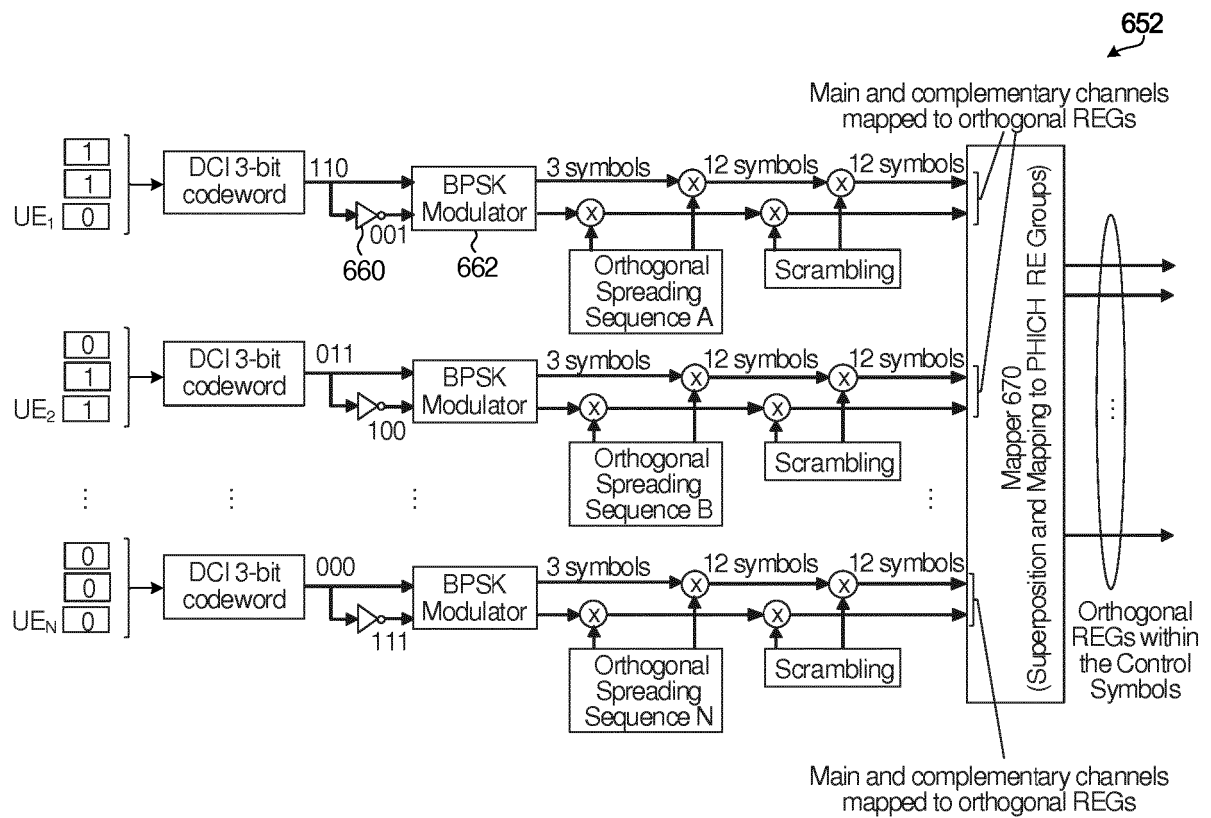 652
Main and complementary channels
mapped to orthogonal REGs
1
1
UE1 0
DCI 3-bit
codeword
110
001
660
BPSK
Modulator
662
3 symbols
12 symbols
12 symbols
X
X
X
X
Orthogonal
Spreading
Sequence A
Scrambling
0
1
UE2 1
DCI 3-bit
codeword
011
100
BPSK
Modulator
3 symbols
12 symbols
12 symbols
X
X
X
X
Orthogonal
Spreading
Sequence B
Scrambling
0
0
UEN 0
DCI 3-bit
codeword
000
111
BPSK
Modulator
3 symbols
12 symbols
12 symbols
X
X
X
X
Orthogonal
Spreading
Sequence N
Scrambling
Mapper 670
(Superposition and Mapping to PHICH RE Groups)
Orthogonal
REGs within
the Control
Symbols
Main and complementary channels
mapped to orthogonal REGs